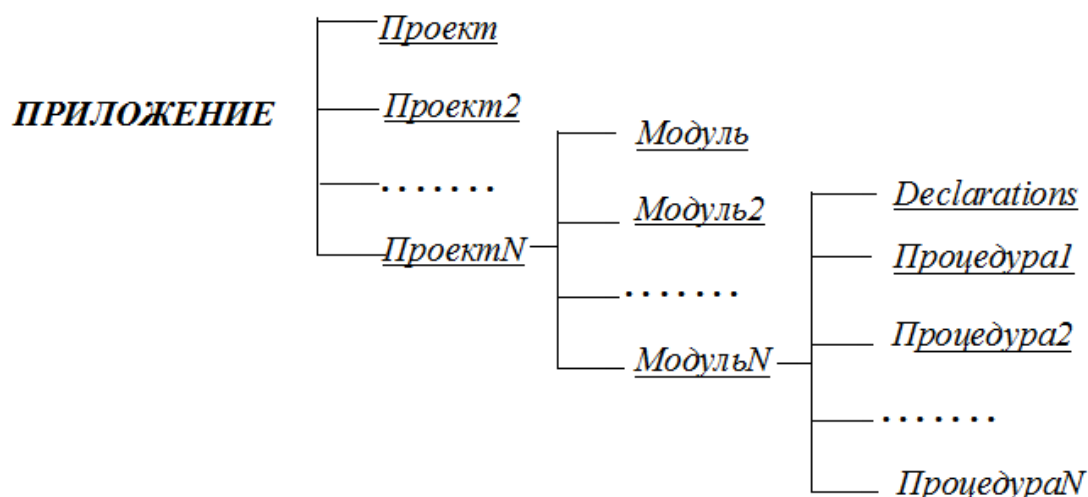 Проект
ПРИЛОЖЕНИЕ
Проект2
.......
ПроектN
Модуль
Модуль2
.......
МодульN
Declarations
Процедура1
Процедура2
.......
ПроцедураN